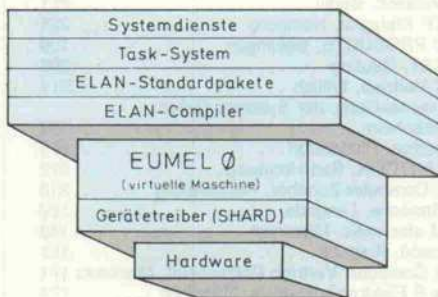 Systemdienste
Task-System
ELAN-Standardpakete
ELAN-Compiler
EUMEL Ø
(virtuelle Maschine)
Gerätetreiber (SHARD)
Hardware